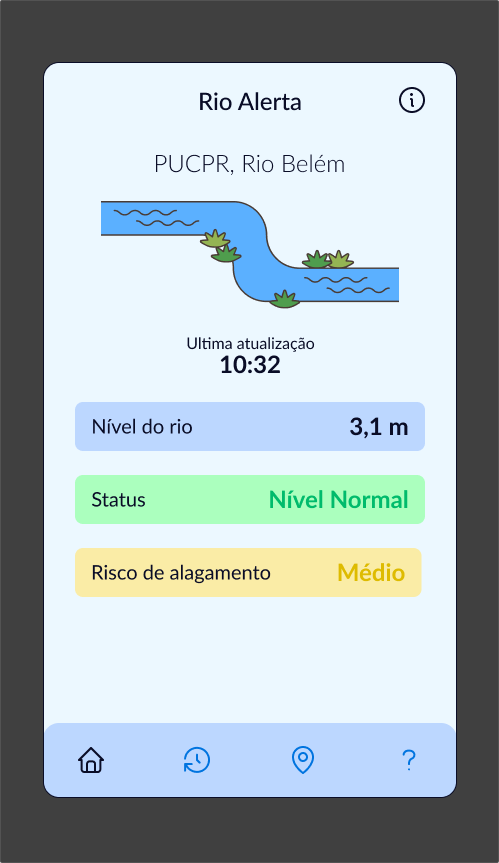 Rio Alerta
PUCPR, Rio Belém
Ultima atualização
10:32
Nível do rio 3,1 m
Status Nível Normal
Risco de alagamento Médio
?